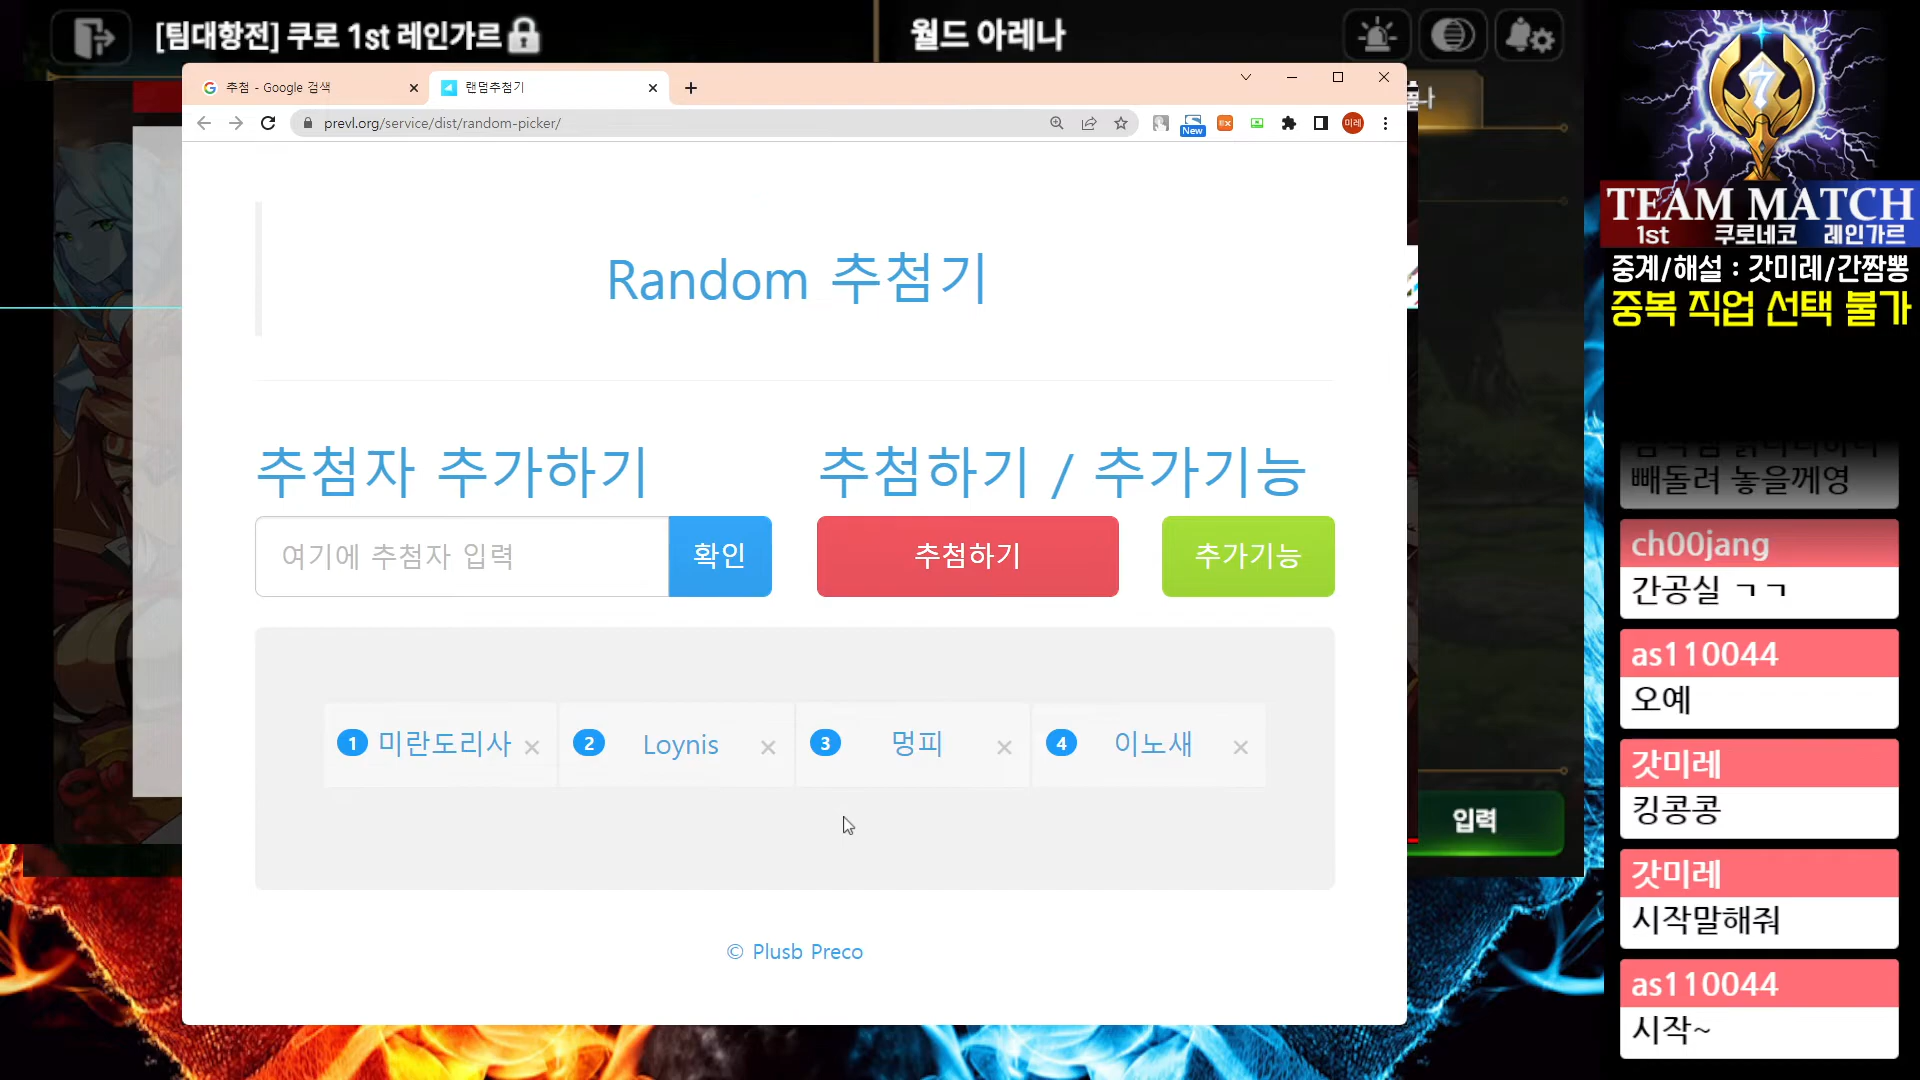 [팀대항전] 쿠로 1st 레인가르
월드 아레나
추첨 - Google 검색
랜덤추첨기
prevl.org/service/dist/random-picker/
New
미레
Random 추첨기
추첨자 추가하기
추첨하기 / 추가기능
여기에 추첨자 입력
확인
추첨하기
추가기능
1 미란도리사
2 Loynis
3 멍피
4 이노새
© Plusb Preco
입력
7
TEAM MATCH
1st 쿠로네코 레인가르
중계/해설 : 갓미레/간짬뽕
중복 직업 선택 불가
빼돌려 놓을께영
ch00jang
간공실 ㄱㄱ
as110044
오예
갓미레
킹콩콩
갓미레
시작말해줘
as110044
시작~